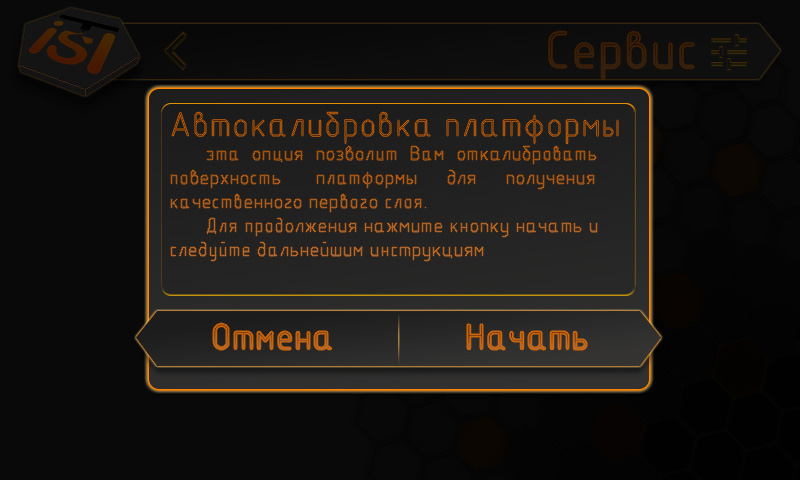 iSI
Сервис
Автокалибровка платформы
эта опция позволит Вам откалибровать
поверхность платформы для получения
качественного первого слоя.
Для продолжения нажмите кнопку начать и
следуйте дальнейшим инструкциям
Отмена Начать